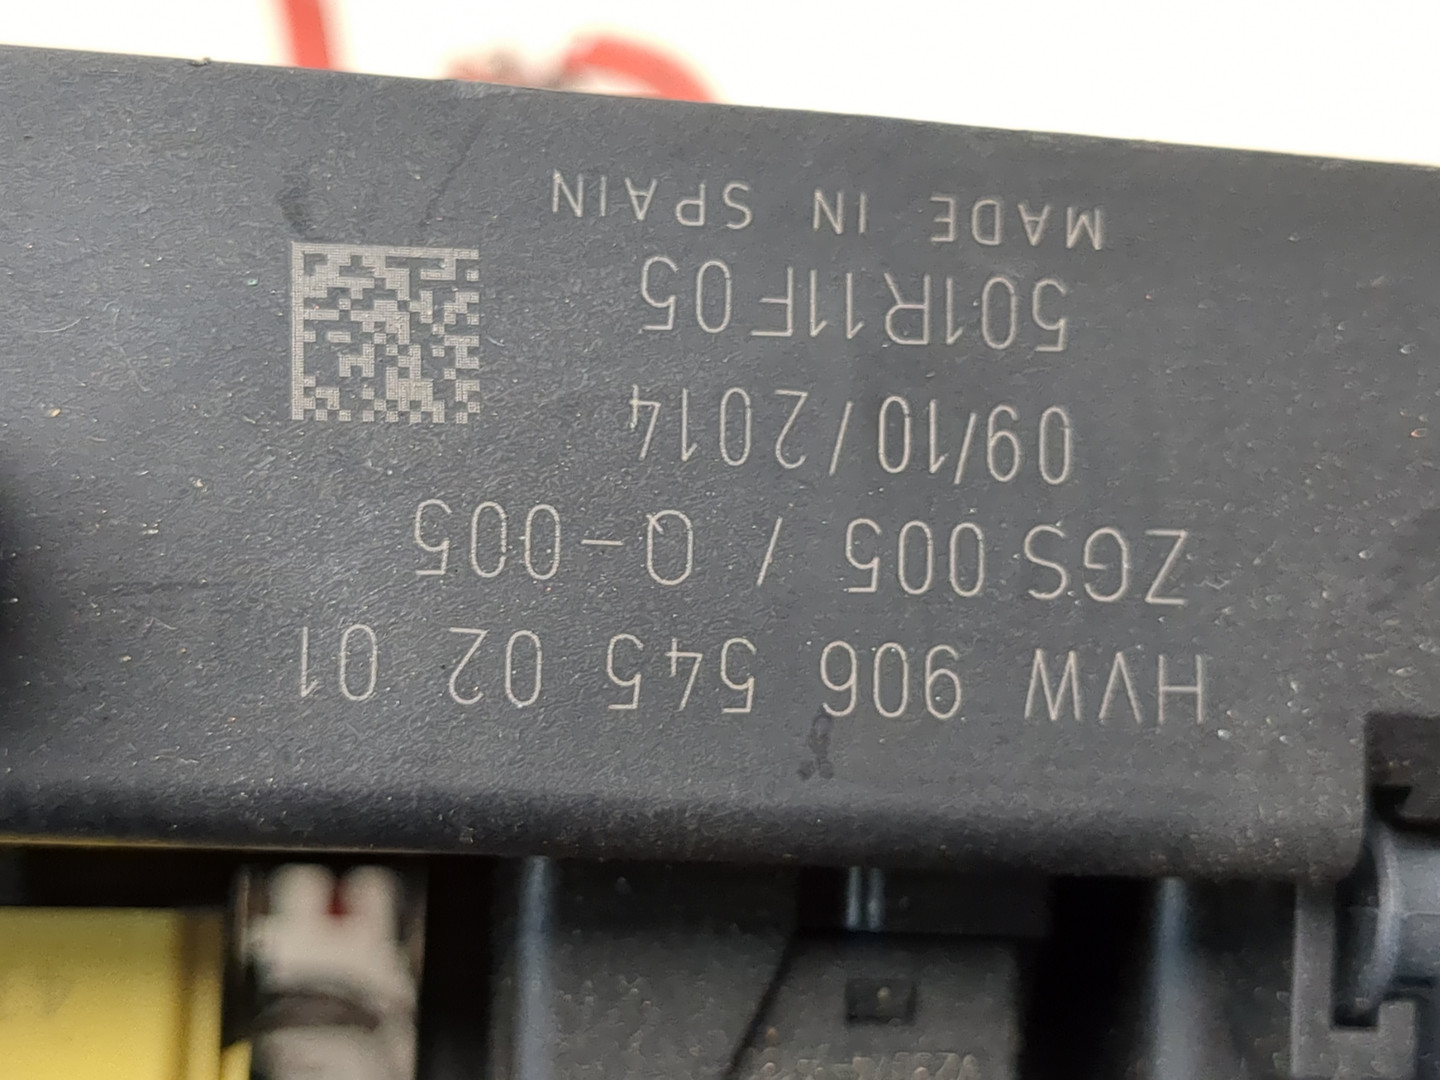 HVW 906 545 02 01
ZGS 005 / Q-005
09/10/2014
501R11F05
MADE IN SPAIN